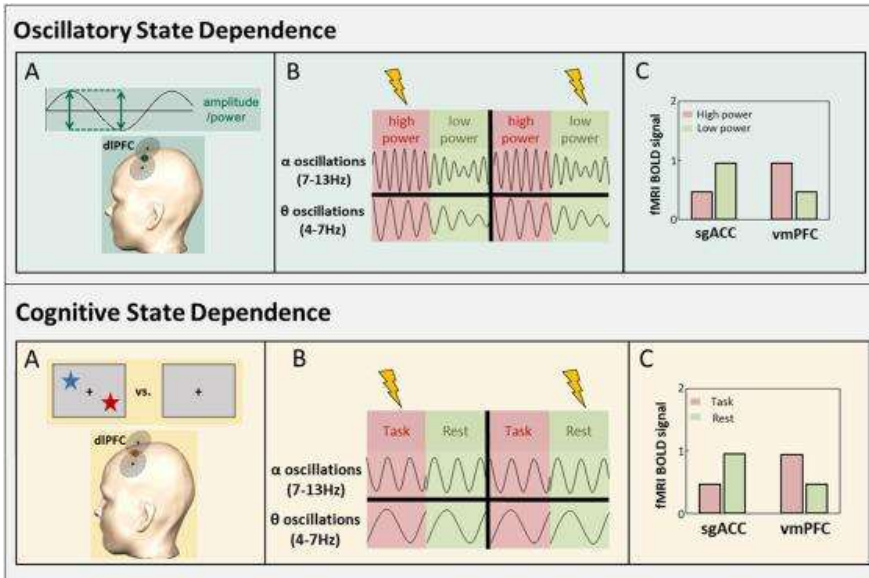 Oscillatory State Dependence
A
amplitude
/power
dlPFC
B
high
power
low
power
high
power
low
power
α oscillations
(7-13Hz)
θ oscillations
(4-7Hz)
C
fMRI BOLD signal
2
1
0
High power
Low power
sgACC
vmPFC
Cognitive State Dependence
A
+
vs.
+
dlPFC
B
Task
Rest
Task
Rest
α oscillations
(7-13Hz)
θ oscillations
(4-7Hz)
C
fMRI BOLD signal
2
1
0
Task
Rest
sgACC
vmPFC